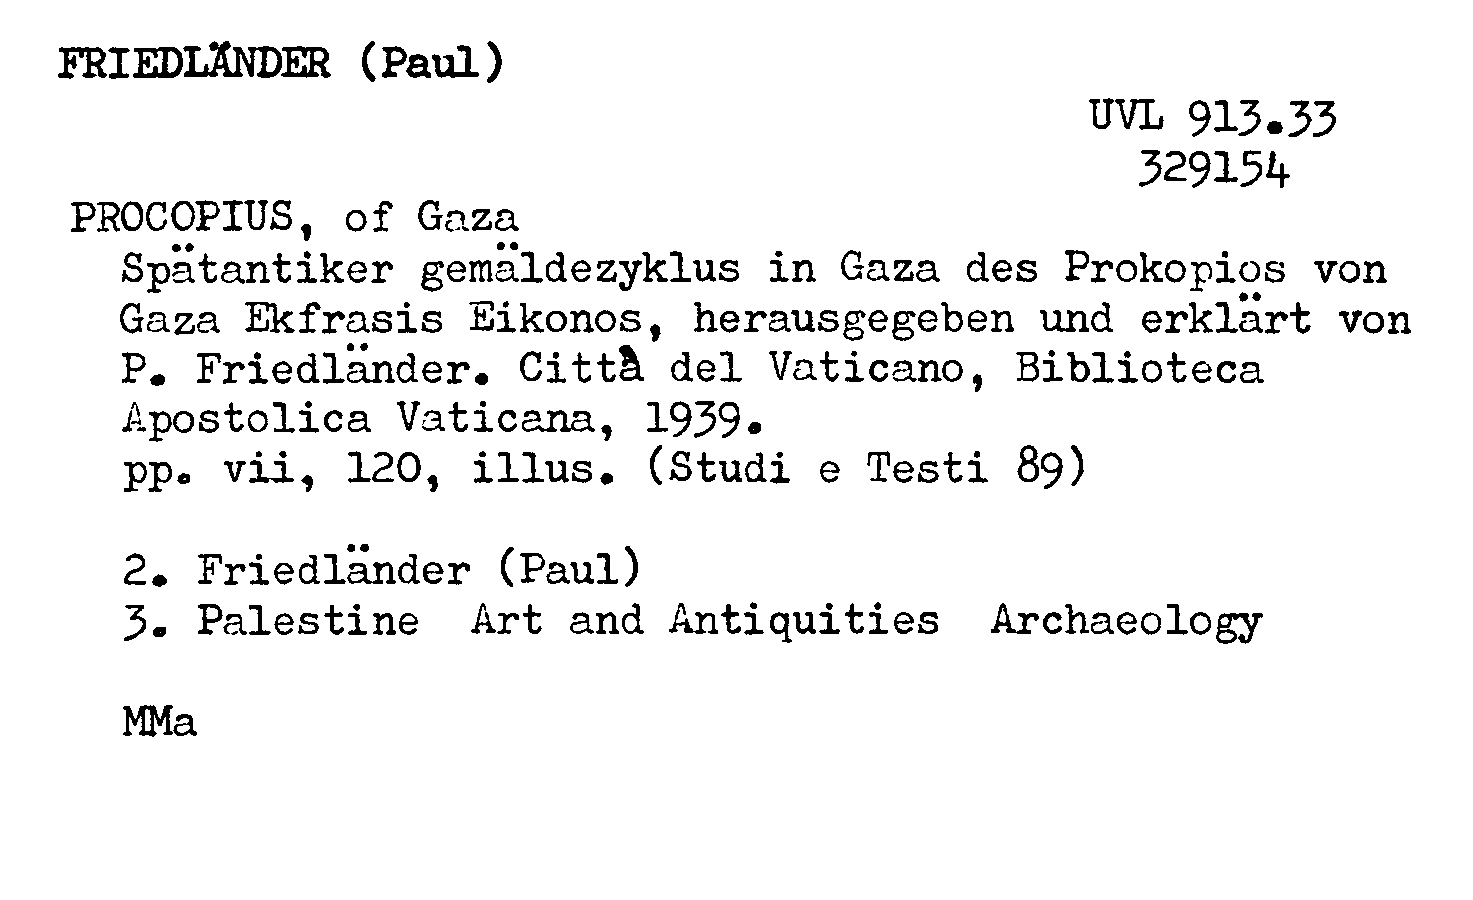 FRIEDLÄNDER (Paul)
UVL 913.33
329154
PROCOPIUS, of Gaza
Spätantiker gemäldezyklus in Gaza des Prokopios von
Gaza Ekfrasis Eikonos, herausgegeben und erklärt von
P. Friedländer. Città del Vaticano, Biblioteca
Apostolica Vaticana, 1939.
pp. vii, 120, illus. (Studi e Testi 89)
2. Friedländer (Paul)
3. Palestine  Art and Antiquities  Archaeology
MMa